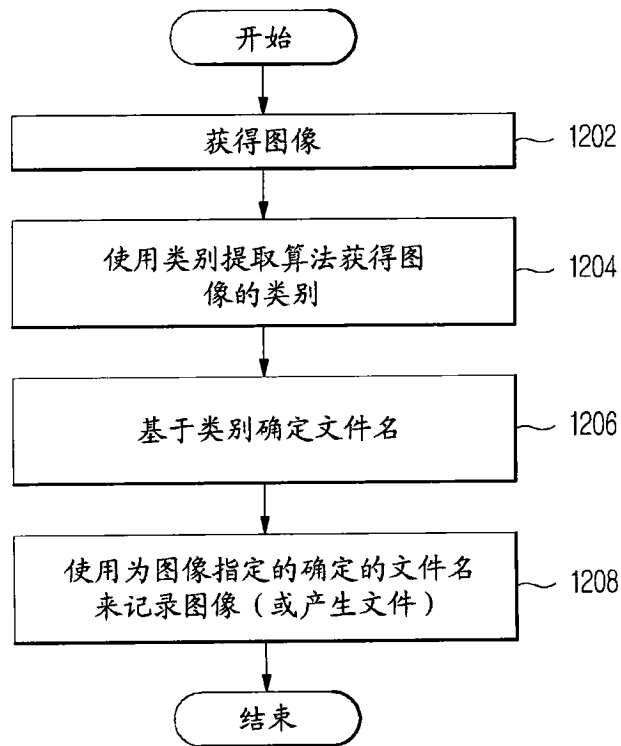 开始
获得图像
1202
使用类别提取算法获得图
像的类别
1204
基于类别确定文件名
1206
使用为图像指定的确定的文件名
来记录图像（或产生文件）
1208
结束